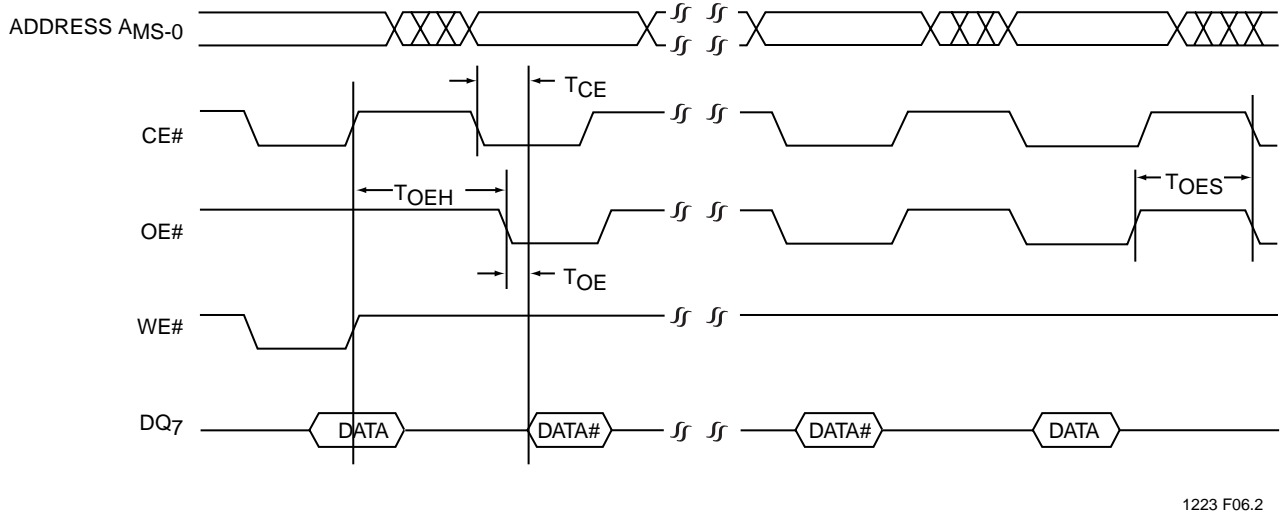 ADDRESS AMS-0
TCE
CE#
TOEH
TOES
OE#
TOE
WE#
DQ7
DATA
DATA#
DATA#
DATA
1223 F06.2